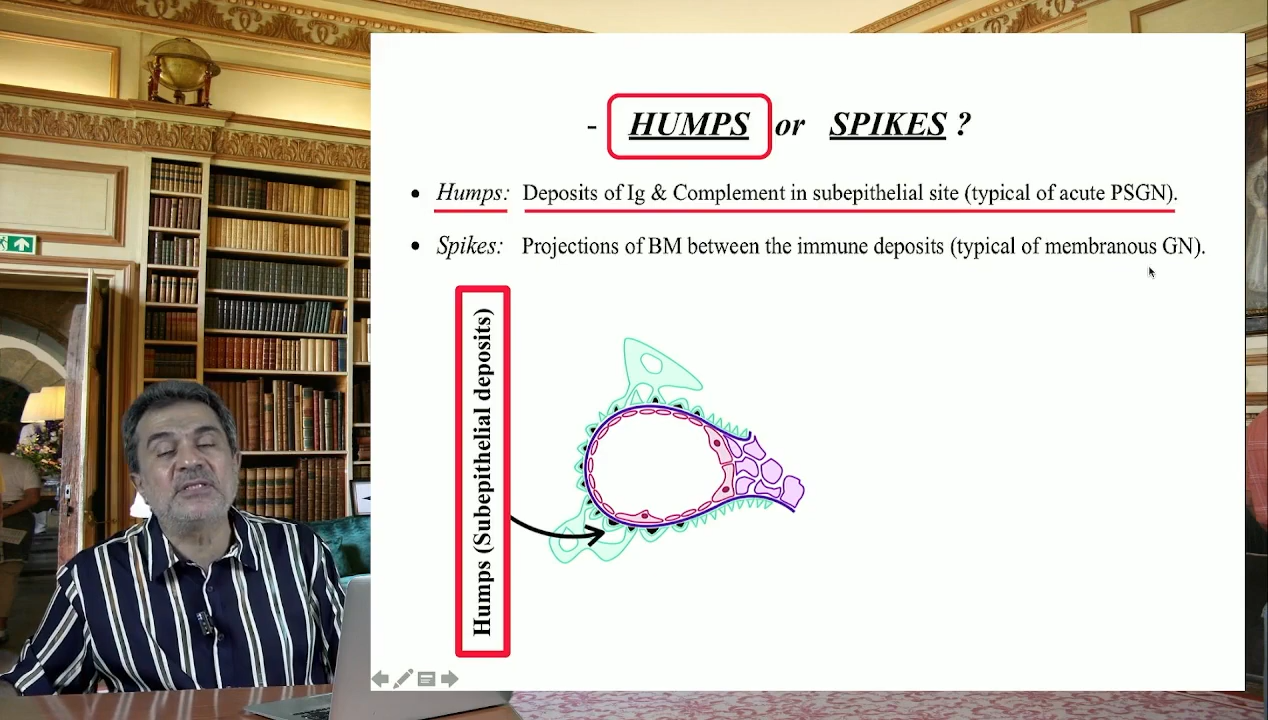 - HUMPS or SPIKES ?
• Humps: Deposits of Ig & Complement in subepithelial site (typical of acute PSGN).
• Spikes: Projections of BM between the immune deposits (typical of membranous GN).
Humps (Subepithelial deposits)